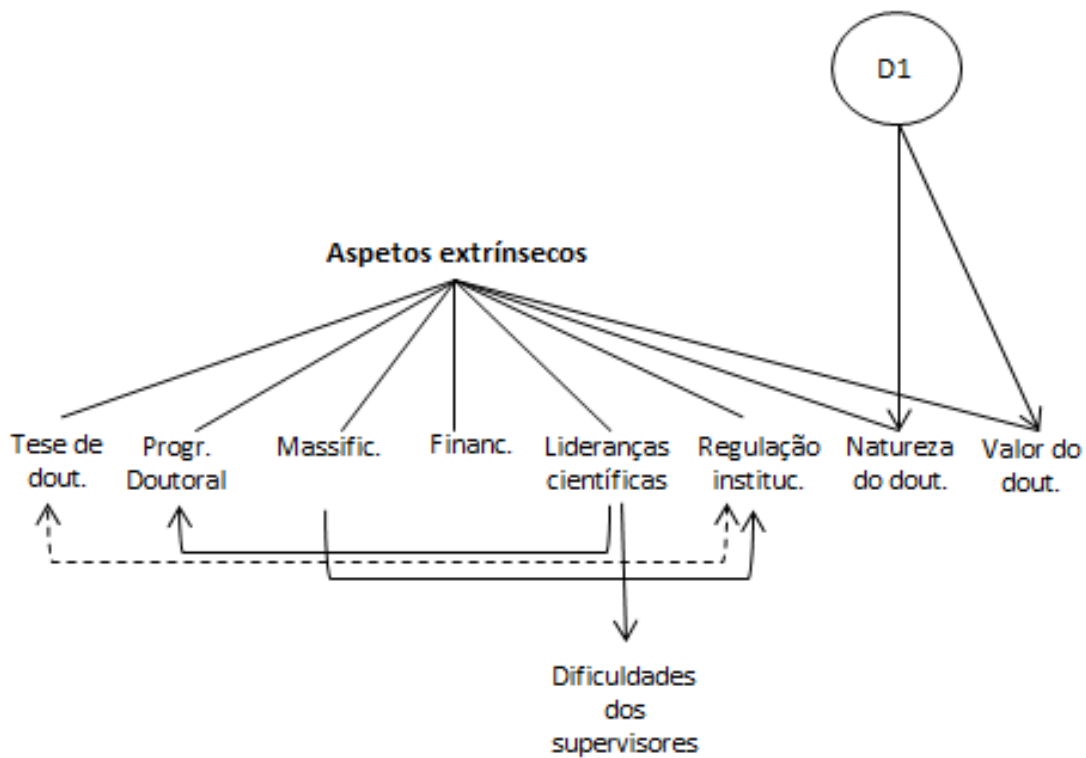 D1
Aspetos extrínsecos
Tese de
dout.
Progr.
Doutoral
Massific.
Financ.
Lideranças
científicas
Regulação
instituc.
Natureza
do dout.
Valor do
dout.
Dificuldades
dos
supervisores